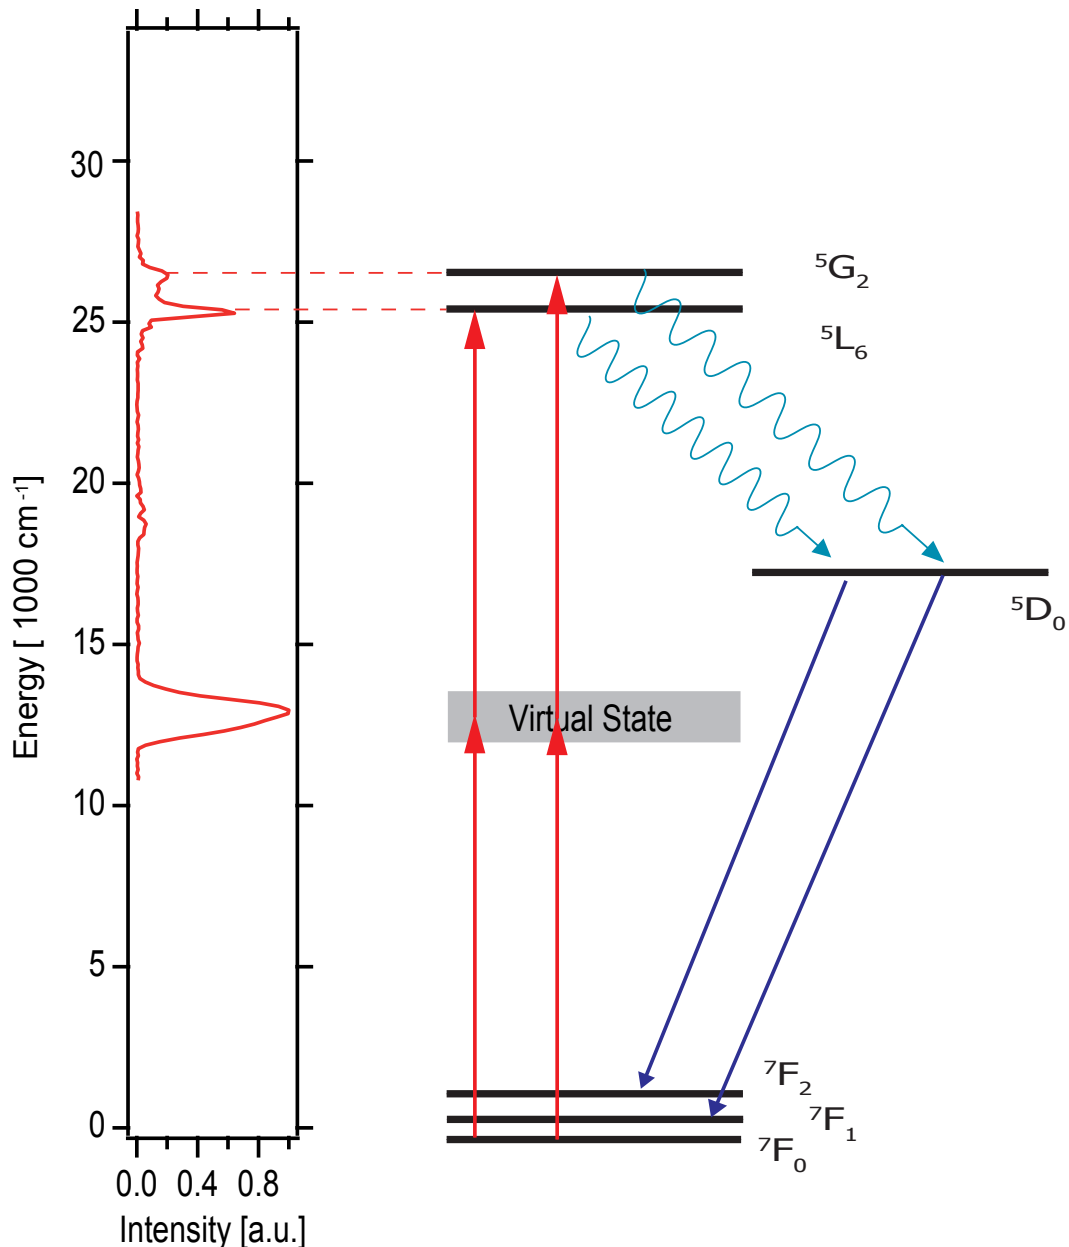 30
25
20
15
10
5
0
Energy [ 1000 cm⁻¹]
0.0 0.4 0.8
Intensity [a.u.]
⁵G₂
⁵L₆
⁵D₀
Virtual State
⁷F₂
⁷F₁
⁷F₀